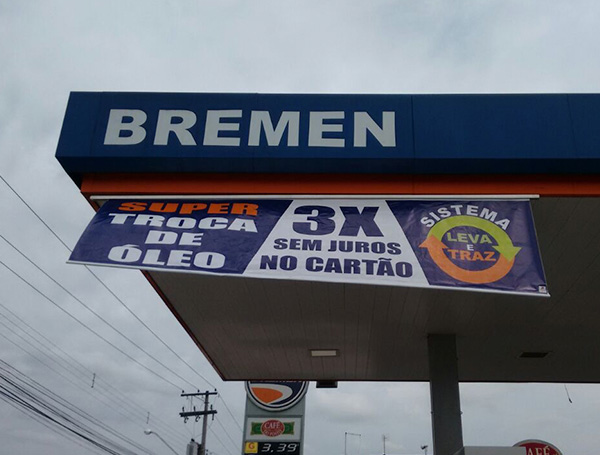 BREMEN
SUPER
TROCA
DE
ÓLEO
3X
SEM JUROS
NO CARTÃO
SISTEMA
LEVA
E
TRAZ
CAFÉ
G 3.39